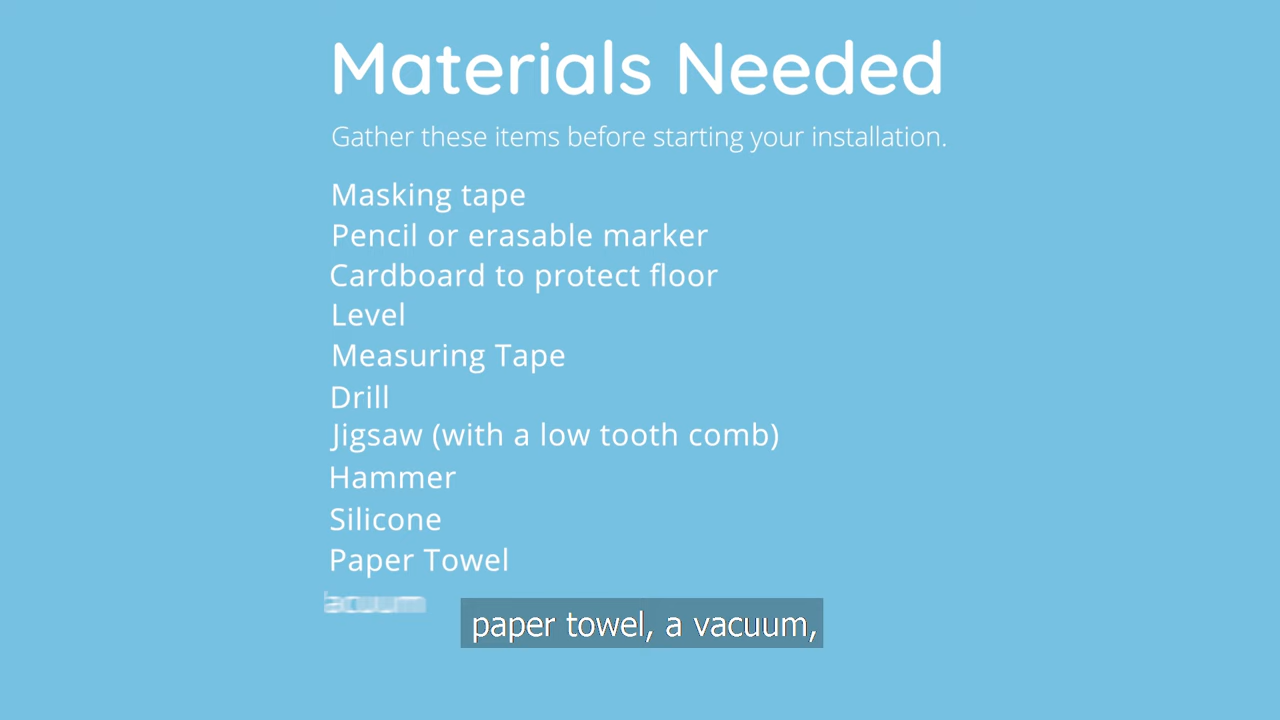 Materials Needed
Gather these items before starting your installation.
Masking tape
Pencil or erasable marker
Cardboard to protect floor
Level
Measuring Tape
Drill
Jigsaw (with a low tooth comb)
Hammer
Silicone
Paper Towel
acuum
paper towel, a vacuum,